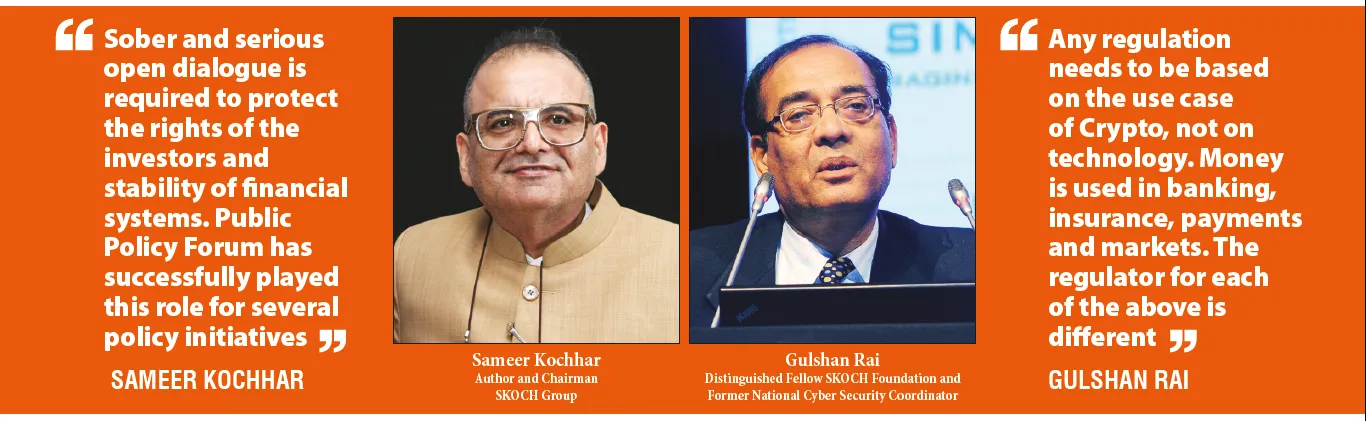 “ Sober and serious
open dialogue is
required to protect
the rights of the
investors and
stability of financial
systems. Public
Policy Forum has
successfully played
this role for several
policy initiatives ”
SAMEER KOCHHAR
Sameer Kochhar
Author and Chairman
SKOCH Group
SIN
AGIN
Gulshan Rai
Distinguished Fellow SKOCH Foundation and
Former National Cyber Security Coordinator
“ Any regulation
needs to be based
on the use case
of Crypto, not on
technology. Money
is used in banking,
insurance, payments
and markets. The
regulator for each
of the above is
different ”
GULSHAN RAI